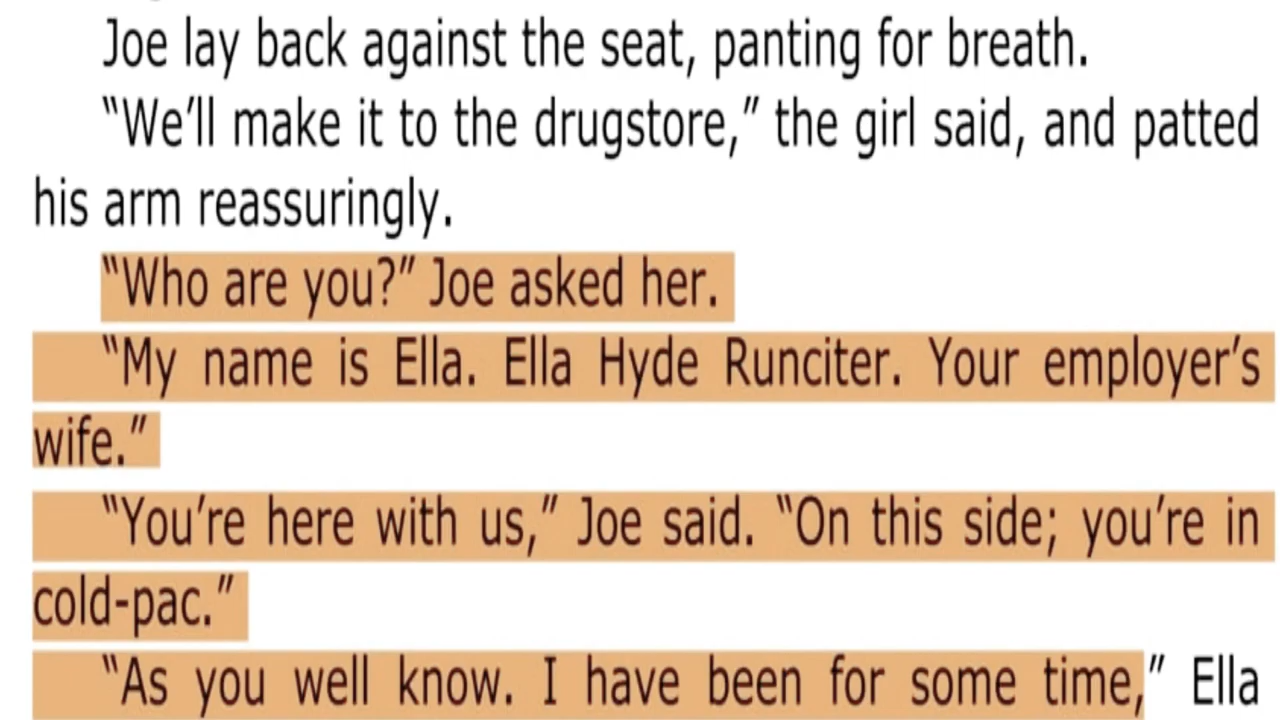 Joe lay back against the seat, panting for breath.
“We’ll make it to the drugstore,” the girl said, and patted
his arm reassuringly.
“Who are you?” Joe asked her.
“My name is Ella. Ella Hyde Runciter. Your employer’s
wife.”
“You’re here with us,” Joe said. “On this side; you’re in
cold-pac.”
“As you well know. I have been for some time,” Ella